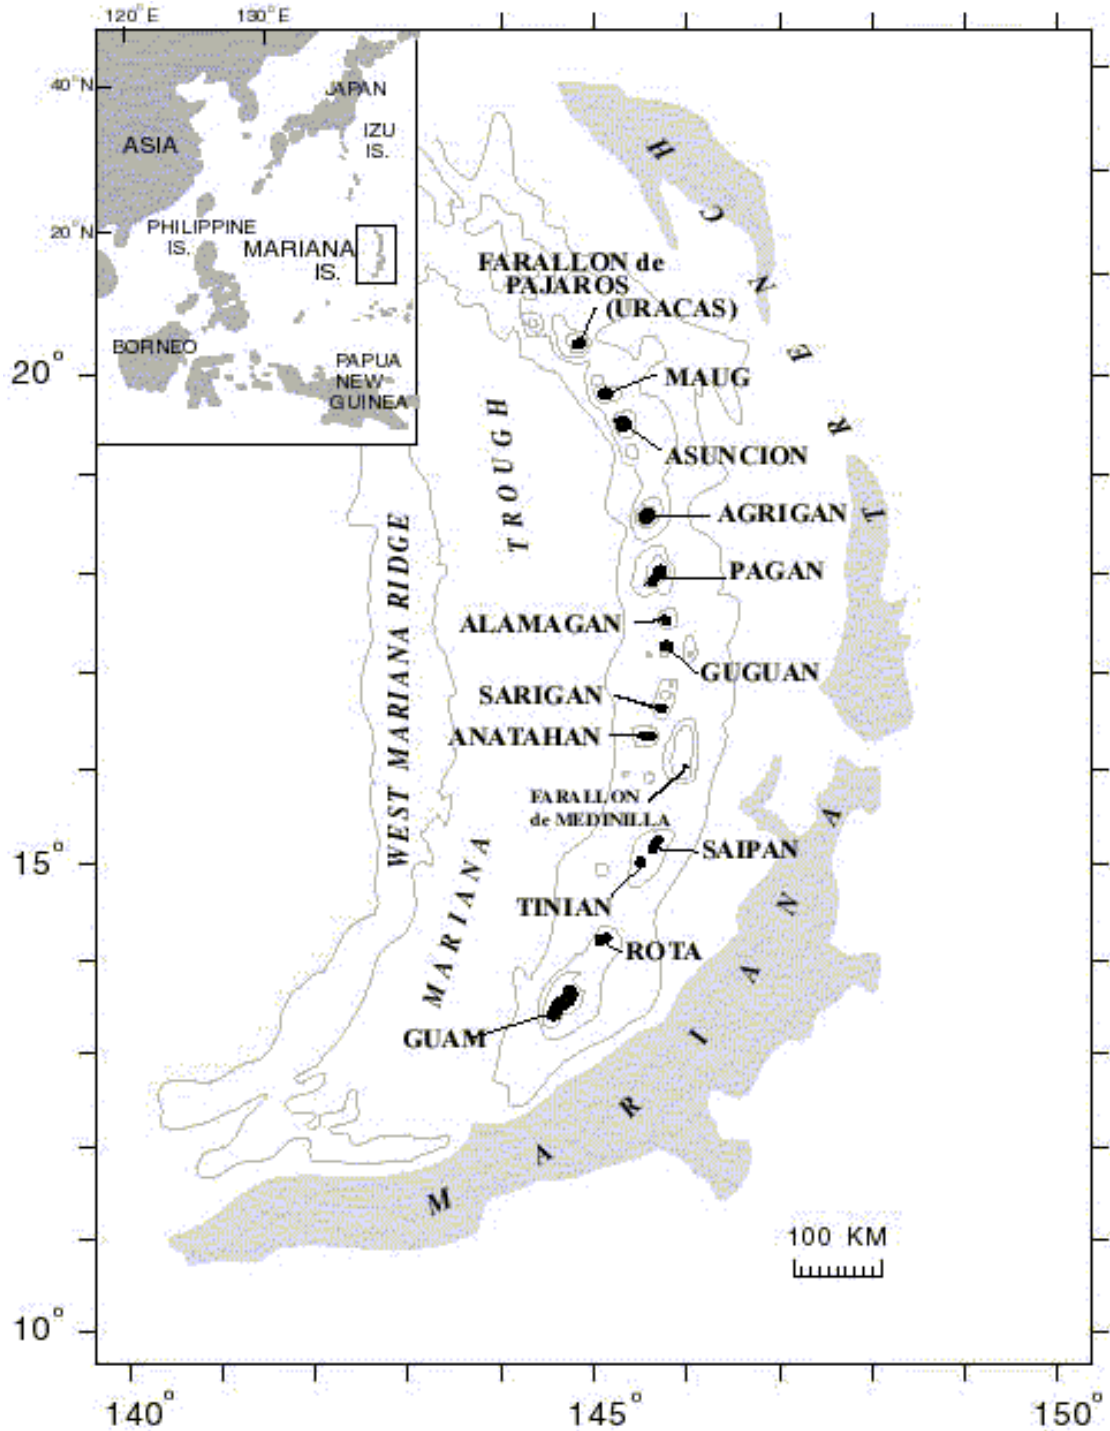 120°E 130°E
40°N
JAPAN
ASIA
IZU
IS.
20°N
PHILIPPINE
IS.
MARIANA
IS.
BORNEO
PAPUA
NEW
GUINEA
FARALLON de
PAJAROS
(URACAS)
20°
MAUG
ASUNCION
AGRIGAN
PAGAN
ALAMAGAN
GUGUAN
SARIGAN
ANATAHAN
FARALLON
de MEDINILLA
15°
SAIPAN
TINIAN
ROTA
GUAM
WEST MARIANA RIDGE
MARIANA TROUGH
MARIANA TRENCH
100 KM
10°
140° 145° 150°